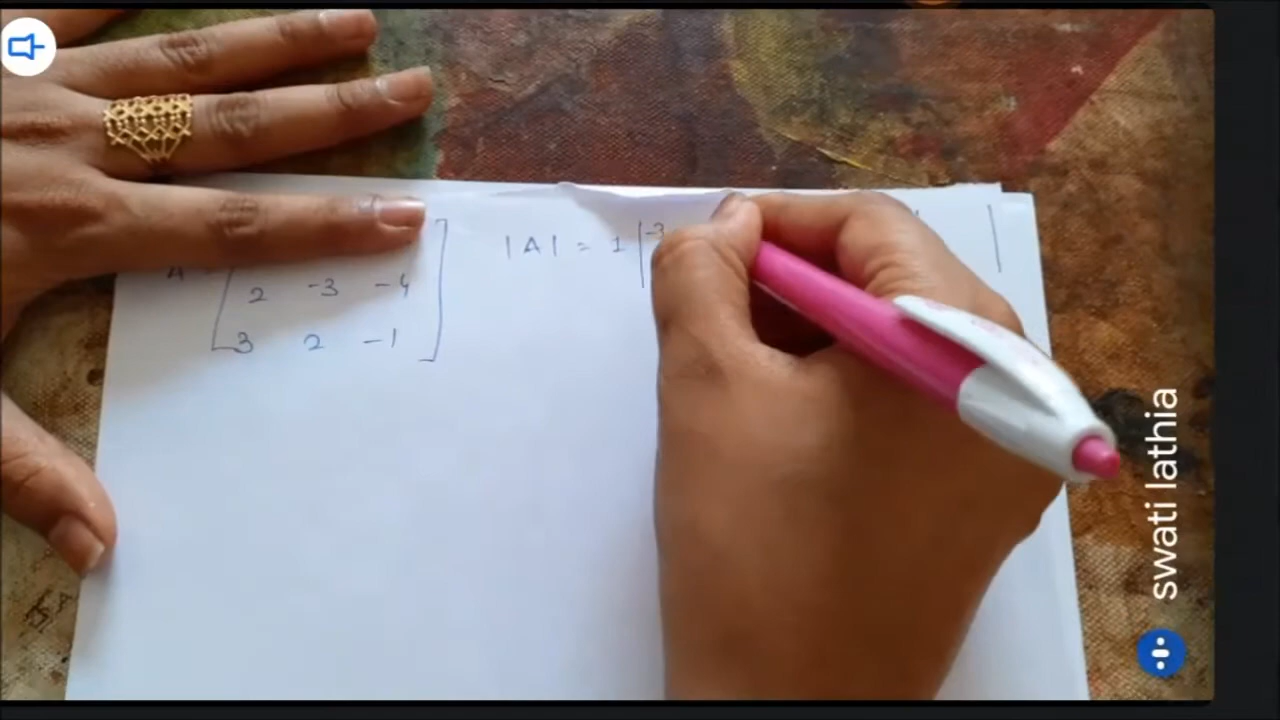 |A| = 1 | -3
A
2 -3 -4
3 2 -1
swati lathia